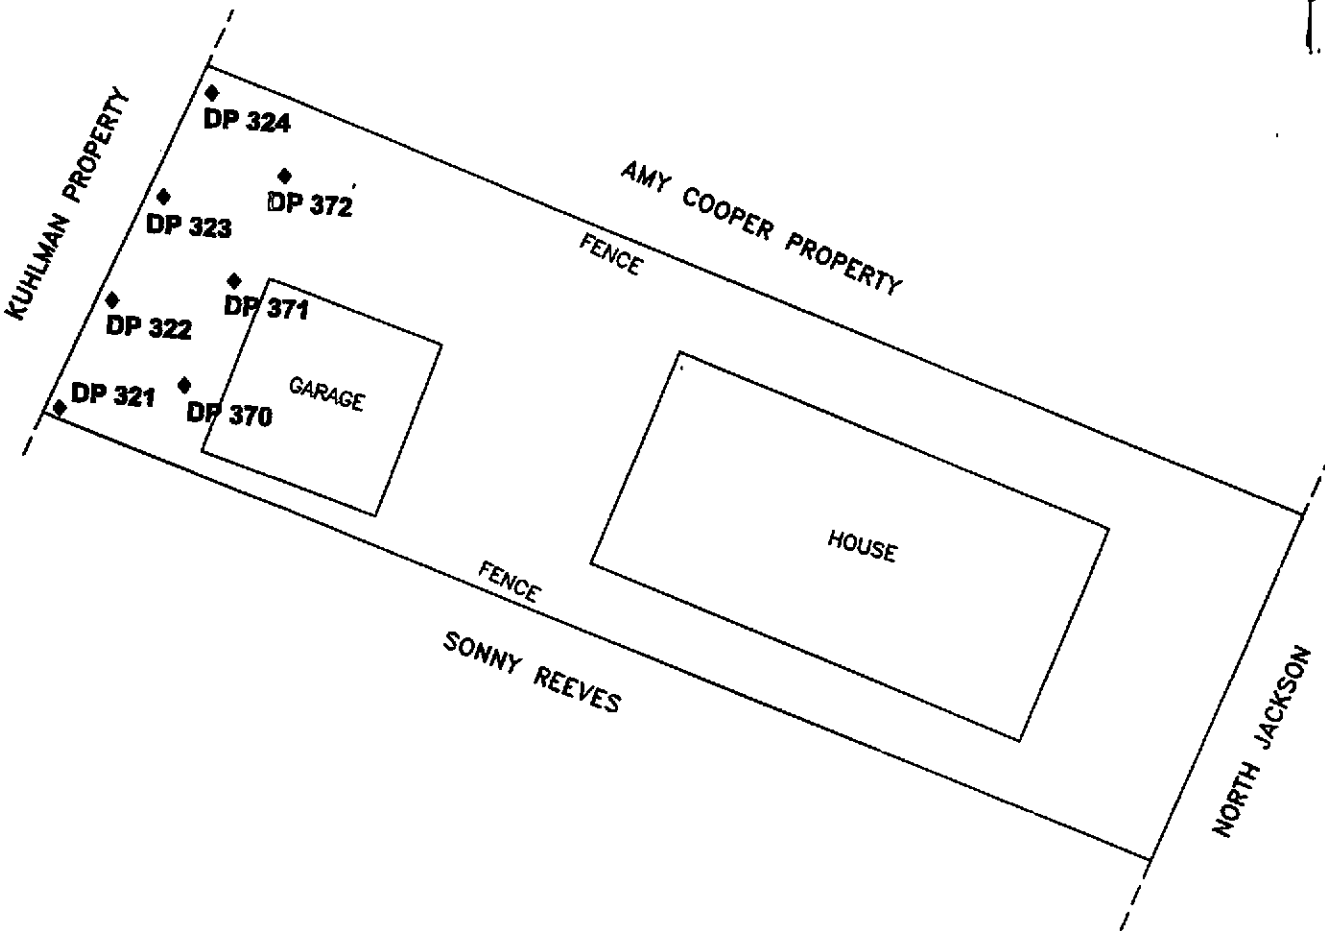 DP 324
KUHLMAN PROPERTY
DP 372
DP 323
AMY COOPER PROPERTY
FENCE
DP 371
DP 322
GARAGE
DP 321
DP 370
HOUSE
FENCE
SONNY REEVES
NORTH JACKSON